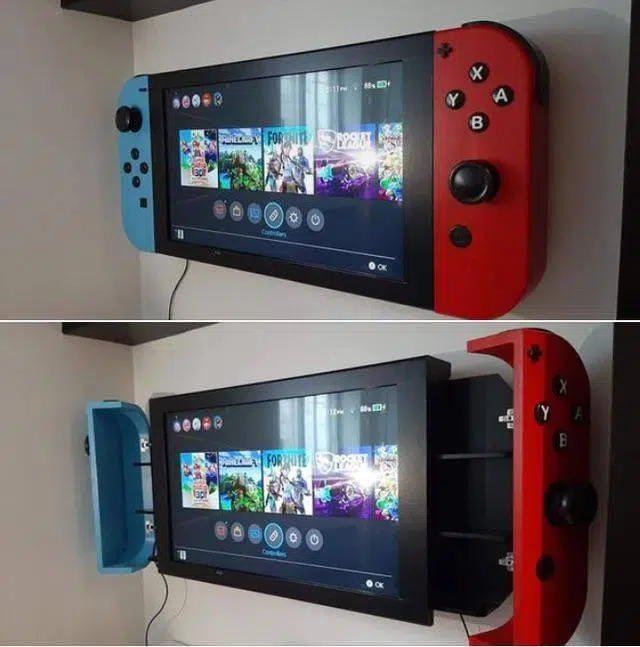 X
Y
A
B
FORTNITE
ROCKET
LEAGUE
Controllers
OK
X
Y
A
B
FORTNITE
ROCKET
LEAGUE
Controllers
OK